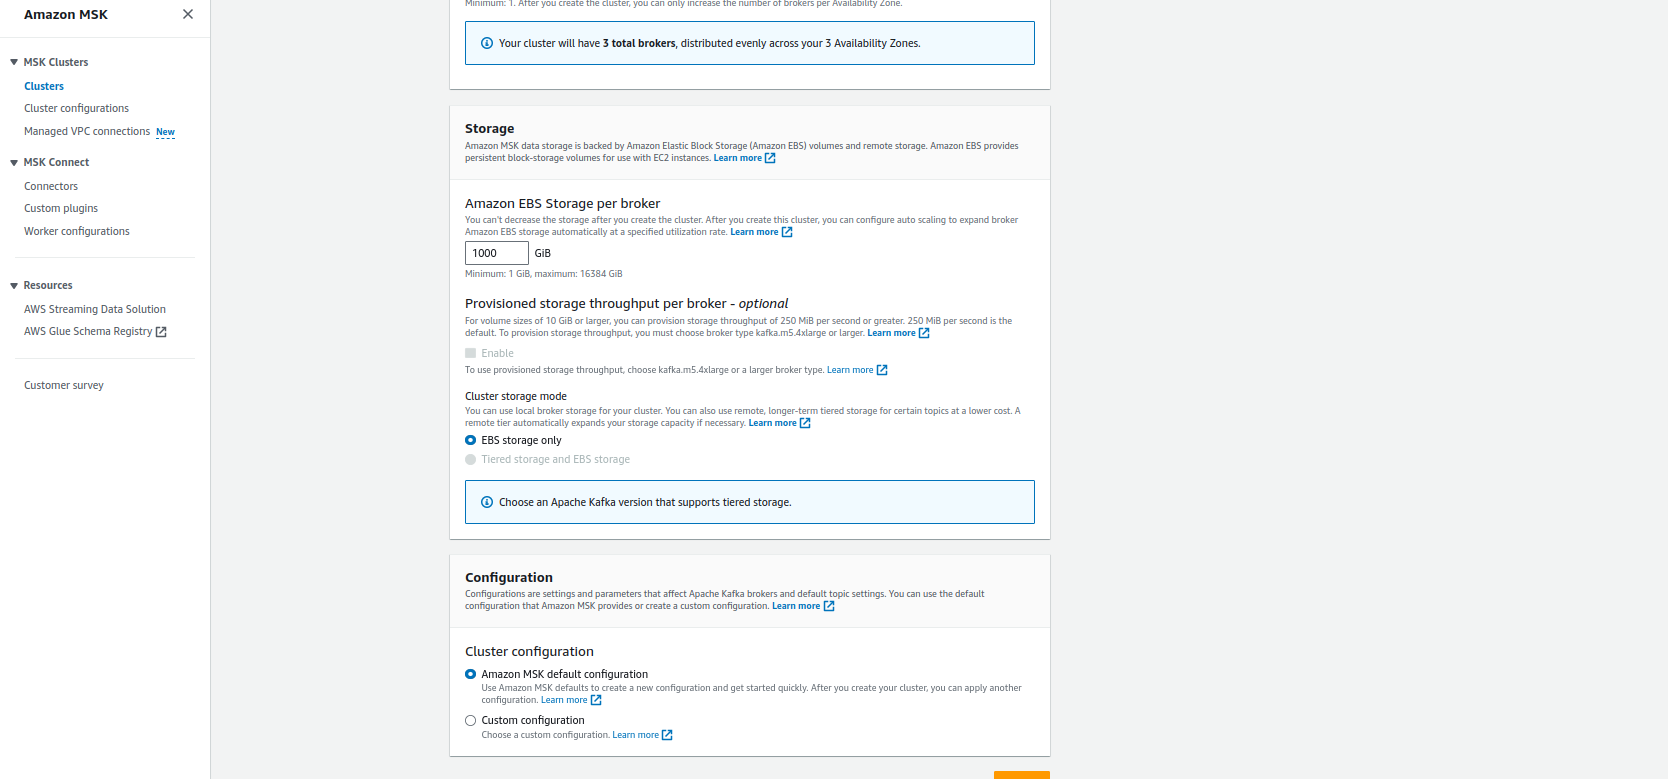 Amazon MSK
MSK Clusters
Clusters
Cluster configurations
Managed VPC connections New
MSK Connect
Connectors
Custom plugins
Worker configurations
Resources
AWS Streaming Data Solution
AWS Glue Schema Registry
Customer survey
Minimum: 1. After you create the cluster, you can only increase the number of brokers per Availability Zone.
Your cluster will have 3 total brokers, distributed evenly across your 3 Availability Zones.
Storage
Amazon MSK data storage is backed by Amazon Elastic Block Storage (Amazon EBS) volumes and remote storage. Amazon EBS provides
persistent block-storage volumes for use with EC2 instances. Learn more
Amazon EBS Storage per broker
You can't decrease the storage after you create the cluster. After you create this cluster, you can configure auto scaling to expand broker
Amazon EBS storage automatically at a specified utilization rate. Learn more
1000 GiB
Minimum: 1 GiB, maximum: 16384 GiB
Provisioned storage throughput per broker - optional
For volume sizes of 10 GiB or larger, you can provision storage throughput of 250 MiB per second or greater. 250 MiB per second is the
default. To provision storage throughput, you must choose broker type kafka.m5.4xlarge or larger. Learn more
Enable
To use provisioned storage throughput, choose kafka.m5.4xlarge or a larger broker type. Learn more
Cluster storage mode
You can use local broker storage for your cluster. You can also use remote, longer-term tiered storage for certain topics at a lower cost. A
remote tier automatically expands your storage capacity if necessary. Learn more
EBS storage only
Tiered storage and EBS storage
Choose an Apache Kafka version that supports tiered storage.
Configuration
Configurations are settings and parameters that affect Apache Kafka brokers and default topic settings. You can use the default
configuration that Amazon MSK provides or create a custom configuration. Learn more
Cluster configuration
Amazon MSK default configuration
Use Amazon MSK defaults to create a new configuration and get started quickly. After you create your cluster, you can apply another
configuration. Learn more
Custom configuration
Choose a custom configuration. Learn more